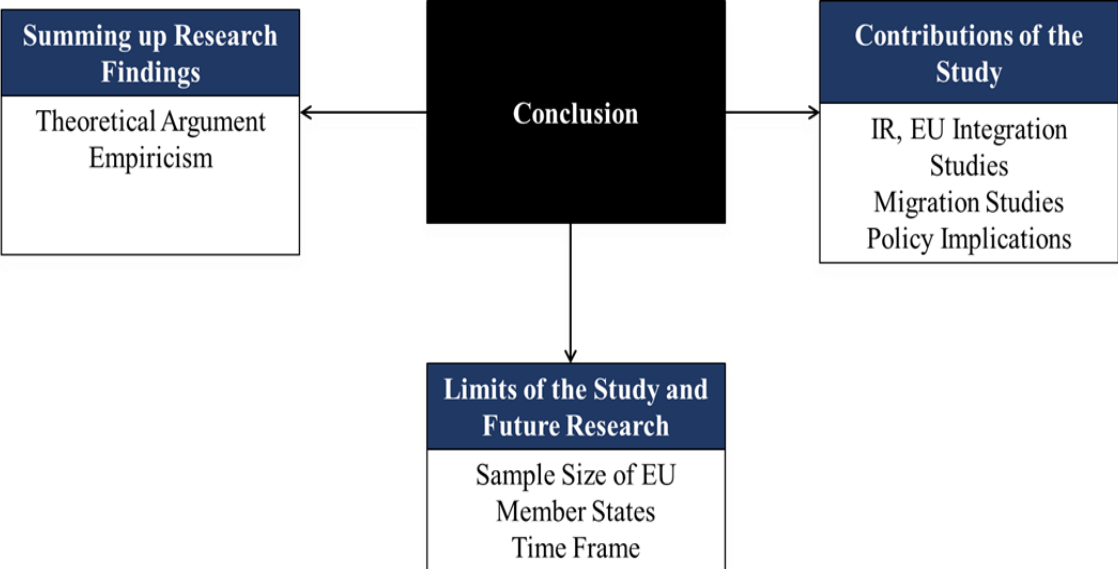 Summing up Research
Findings
Theoretical Argument
Empiricism
Conclusion
Contributions of the
Study
IR, EU Integration
Studies
Migration Studies
Policy Implications
Limits of the Study and
Future Research
Sample Size of EU
Member States
Time Frame